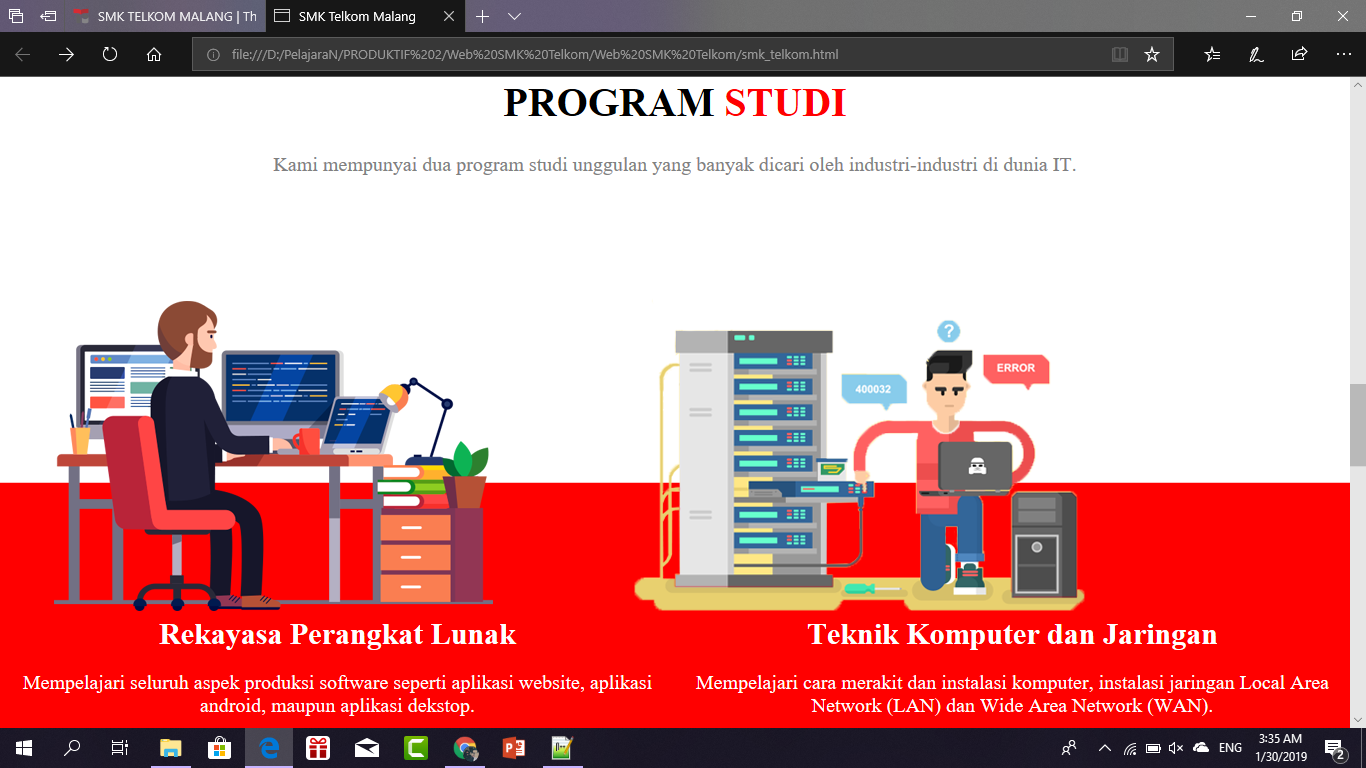 SMK TELKOM MALANG | Th
SMK Telkom Malang
file:///D:/PelajaraN/PRODUKTIF%202/Web%20SMK%20Telkom/Web%20SMK%20Telkom/smk_telkom.html
PROGRAM STUDI
Kami mempunyai dua program studi unggulan yang banyak dicari oleh industri-industri di dunia IT.
?
ERROR
400032
Rekayasa Perangkat Lunak
Mempelajari seluruh aspek produksi software seperti aplikasi website, aplikasi
android, maupun aplikasi dekstop.
Teknik Komputer dan Jaringan
Mempelajari cara merakit dan instalasi komputer, instalasi jaringan Local Area
Network (LAN) dan Wide Area Network (WAN).
ENG
3:35 AM
1/30/2019
2